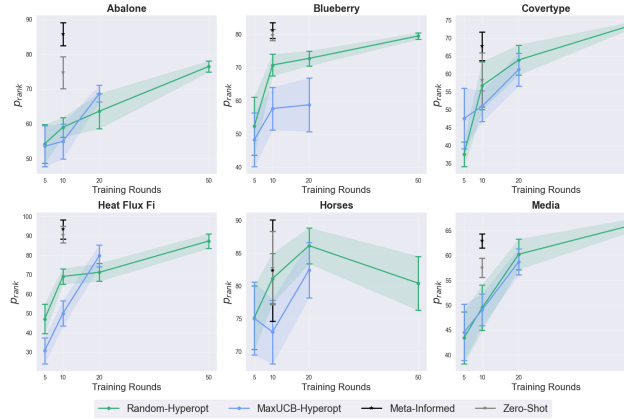 Abalone
Blueberry
Covertype
90
80
70
60
50
p_rank
5
10
20
50
Training Rounds
80
70
60
50
40
p_rank
5
10
20
50
Training Rounds
75
70
65
60
55
50
45
40
35
p_rank
5
10
20
Training Rounds
Heat Flux Fi
Horses
Media
100
90
80
70
60
50
40
30
p_rank
5
10
20
50
Training Rounds
90
85
80
75
70
p_rank
5
10
20
50
Training Rounds
65
60
55
50
45
40
p_rank
5
10
20
Training Rounds
Random-Hyperopt
MaxUCB-Hyperopt
Meta-Informed
Zero-Shot